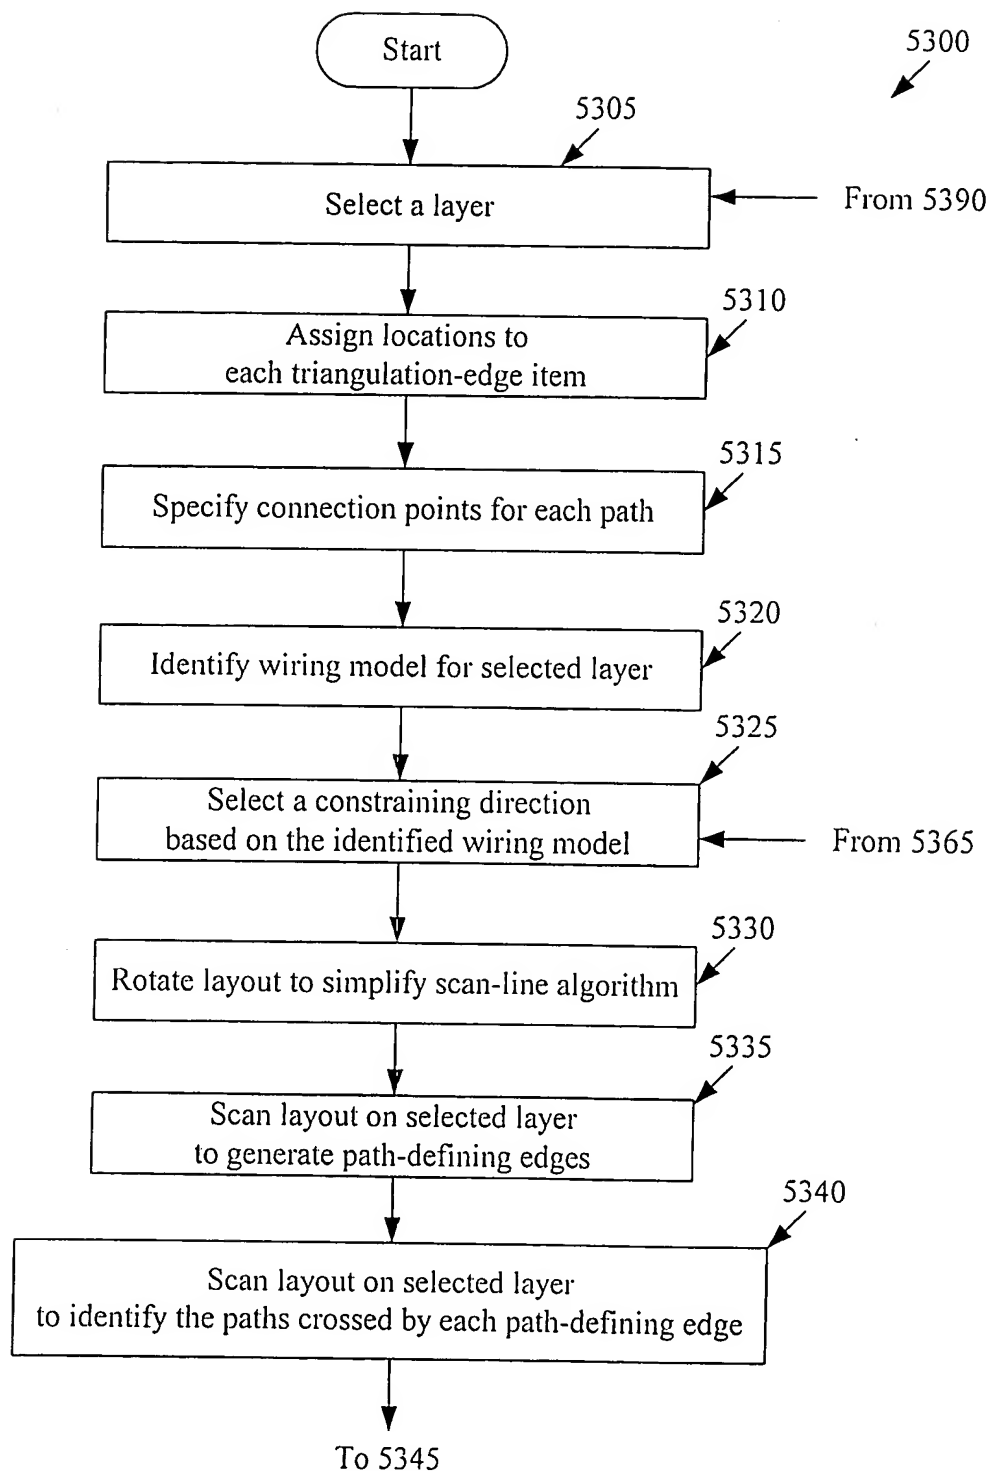 Start
5300
5305
Select a layer
From 5390
5310
Assign locations to
each triangulation-edge item
5315
Specify connection points for each path
5320
Identify wiring model for selected layer
5325
Select a constraining direction
based on the identified wiring model
From 5365
5330
Rotate layout to simplify scan-line algorithm
5335
Scan layout on selected layer
to generate path-defining edges
5340
Scan layout on selected layer
to identify the paths crossed by each path-defining edge
To 5345